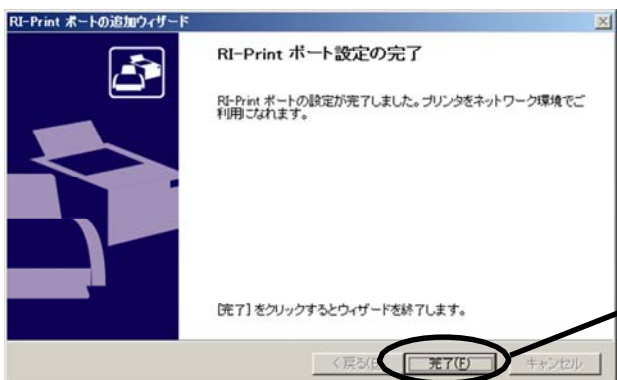 RI-Print ポートの追加ウィザード
RI-Print ポート設定の完了
RI-Print ポートの設定が完了しました。プリンタをネットワーク環境でご
利用になれます。
[完了] をクリックするとウィザードを終了します。
< 戻る(B 完了(F) キャンセル